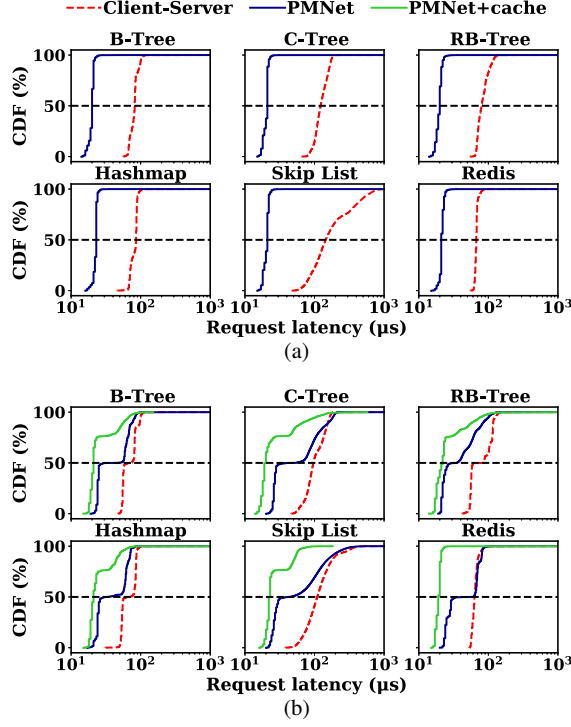 Client-Server PMNet PMNet+cache
B-Tree C-Tree RB-Tree
CDF (%)
100
50
0
Hashmap Skip List Redis
CDF (%)
100
50
0
10¹ 10² 10³ 10¹ 10² 10³ 10¹ 10² 10³
Request latency (μs)
(a)
B-Tree C-Tree RB-Tree
CDF (%)
100
50
0
Hashmap Skip List Redis
CDF (%)
100
50
0
10¹ 10² 10³ 10¹ 10² 10³ 10¹ 10² 10³
Request latency (μs)
(b)